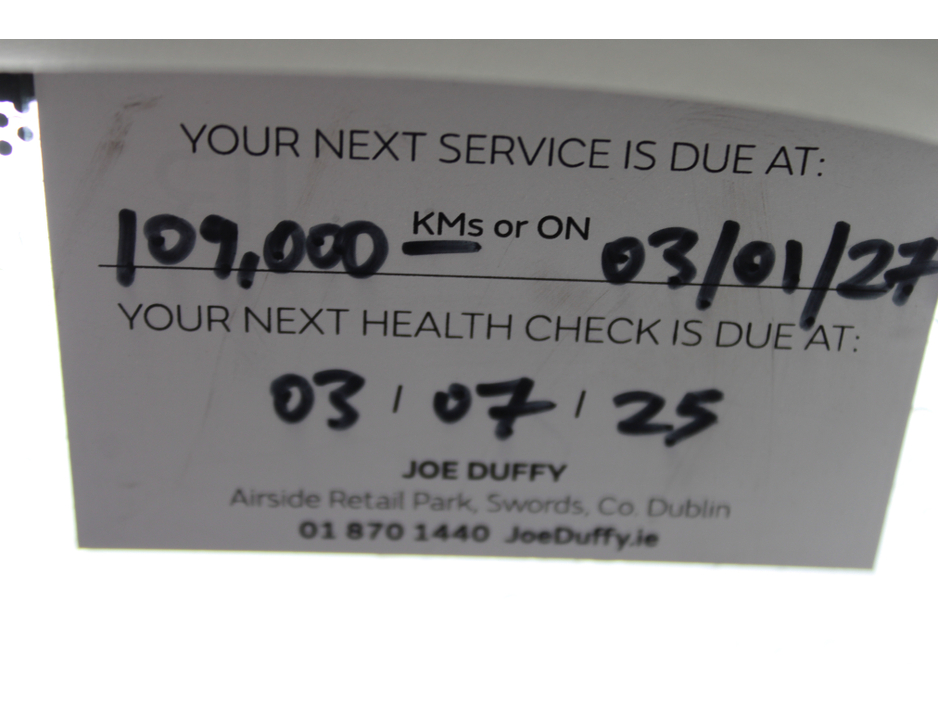 YOUR NEXT SERVICE IS DUE AT:
109,000 KMs or ON 03/01/27
YOUR NEXT HEALTH CHECK IS DUE AT:
03 / 07 / 25
JOE DUFFY
Airside Retail Park, Swords, Co. Dublin
01 870 1440 JoeDuffy.ie